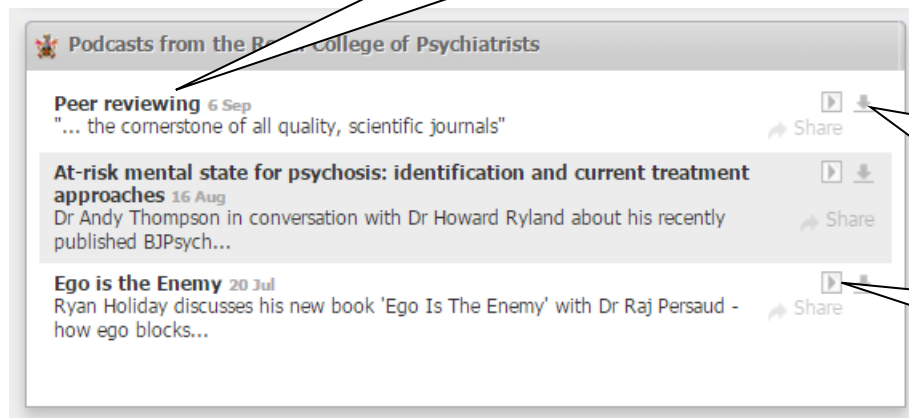 Podcasts from the Royal College of Psychiatrists
Peer reviewing 6 Sep
"... the cornerstone of all quality, scientific journals"
Share
At-risk mental state for psychosis: identification and current treatment
approaches 16 Aug
Dr Andy Thompson in conversation with Dr Howard Ryland about his recently
published BJPsych...
Share
Ego is the Enemy 20 Jul
Ryan Holiday discusses his new book 'Ego Is The Enemy' with Dr Raj Persaud -
how ego blocks...
Share